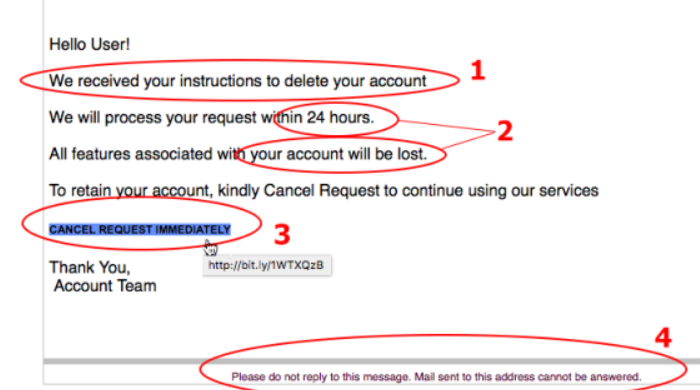 Hello User!
We received your instructions to delete your account
1
We will process your request within 24 hours.
2
All features associated with your account will be lost.
To retain your account, kindly Cancel Request to continue using our services
CANCEL REQUEST IMMEDIATELY
3
http://bit.ly/1WTXQzB
Thank You,
Account Team
4
Please do not reply to this message. Mail sent to this address cannot be answered.